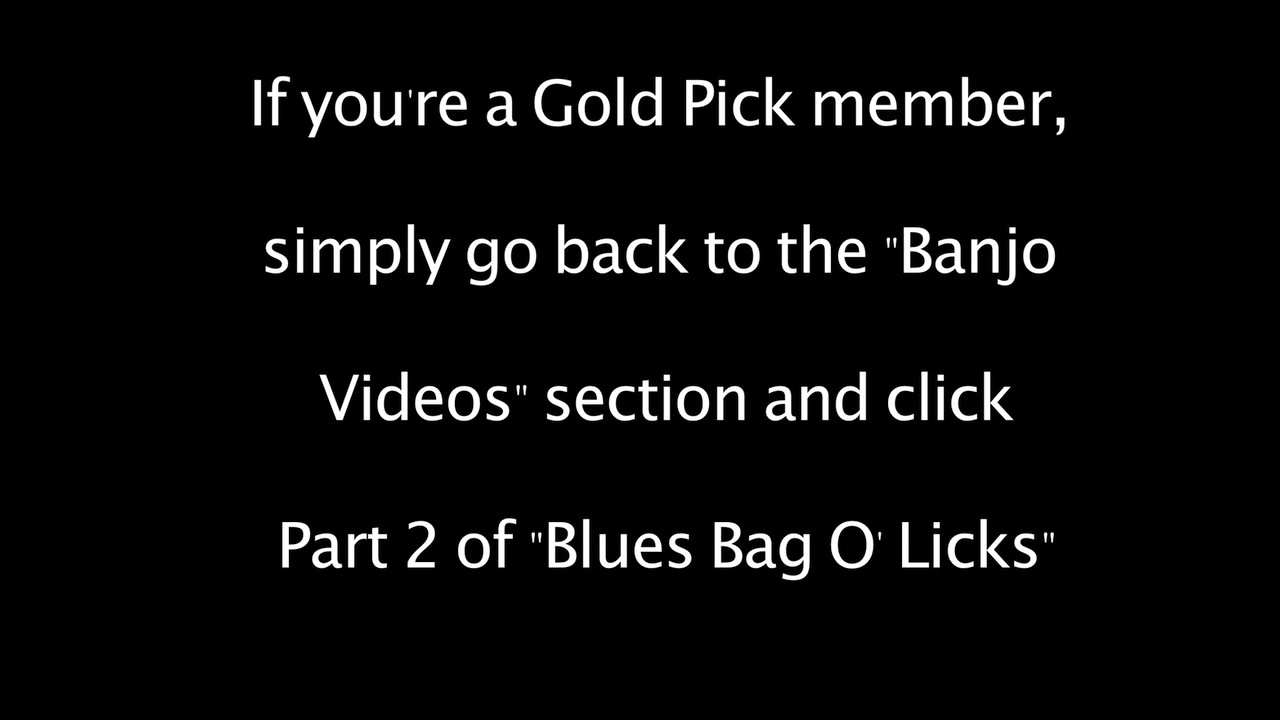 If you're a Gold Pick member,
simply go back to the "Banjo
Videos" section and click
Part 2 of "Blues Bag O' Licks"